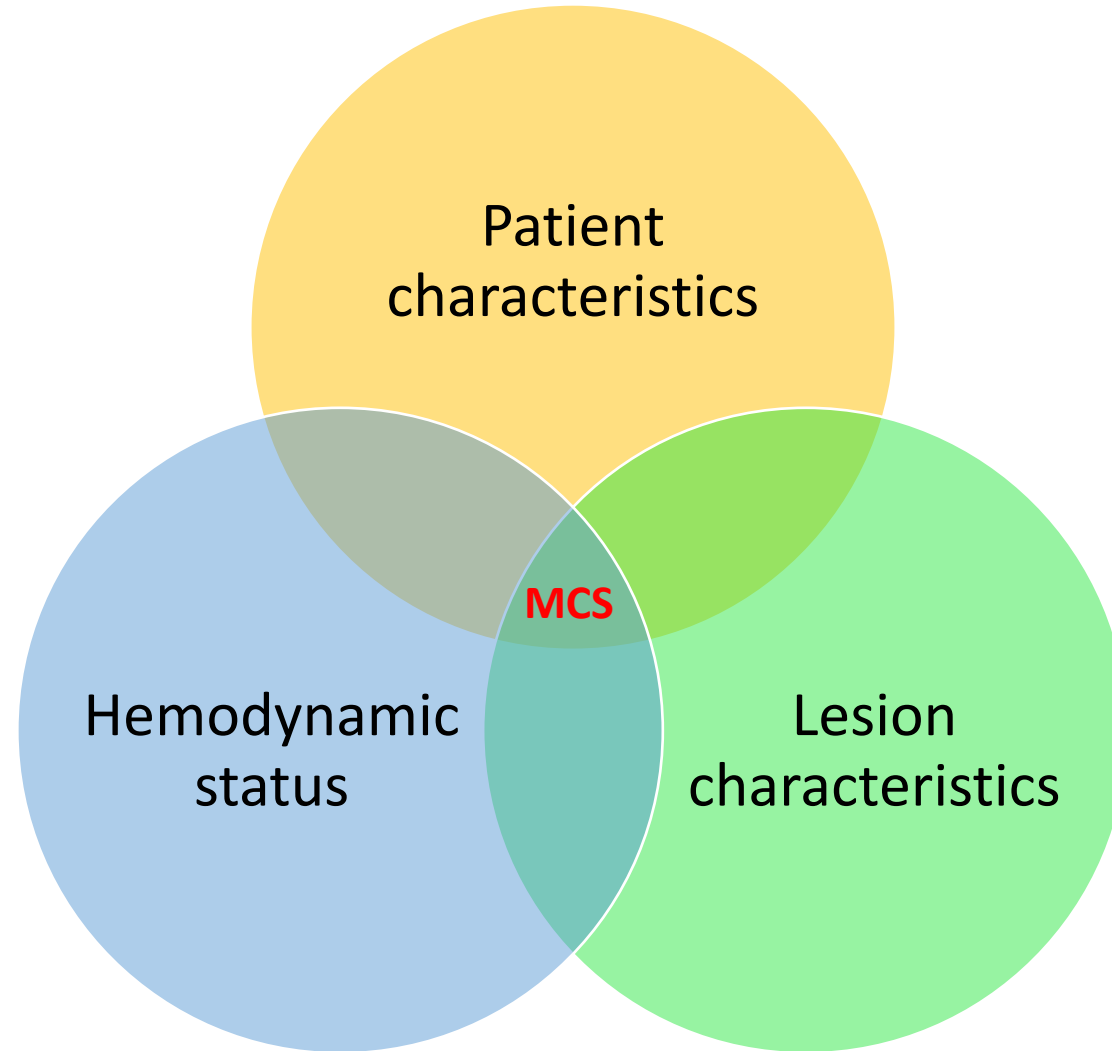 Patient
characteristics
MCS
Hemodynamic
status
Lesion
characteristics